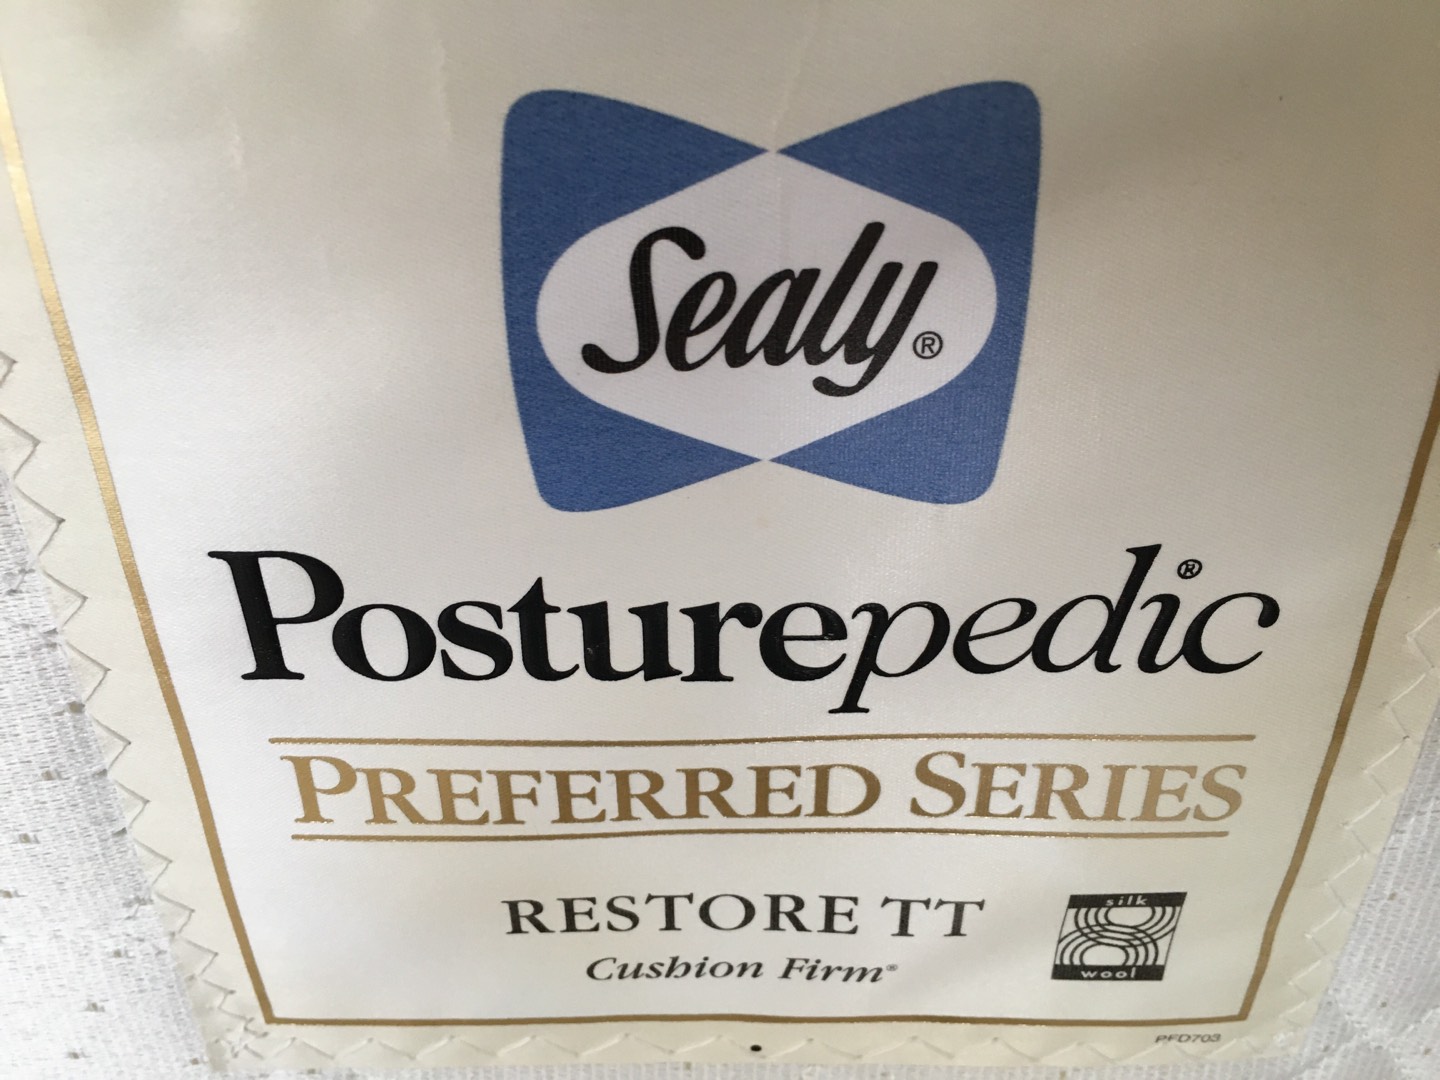 Sealy®
Posturepedic®
PREFERRED SERIES
RESTORE TT
Cushion Firm®
silk
wool
PFD703